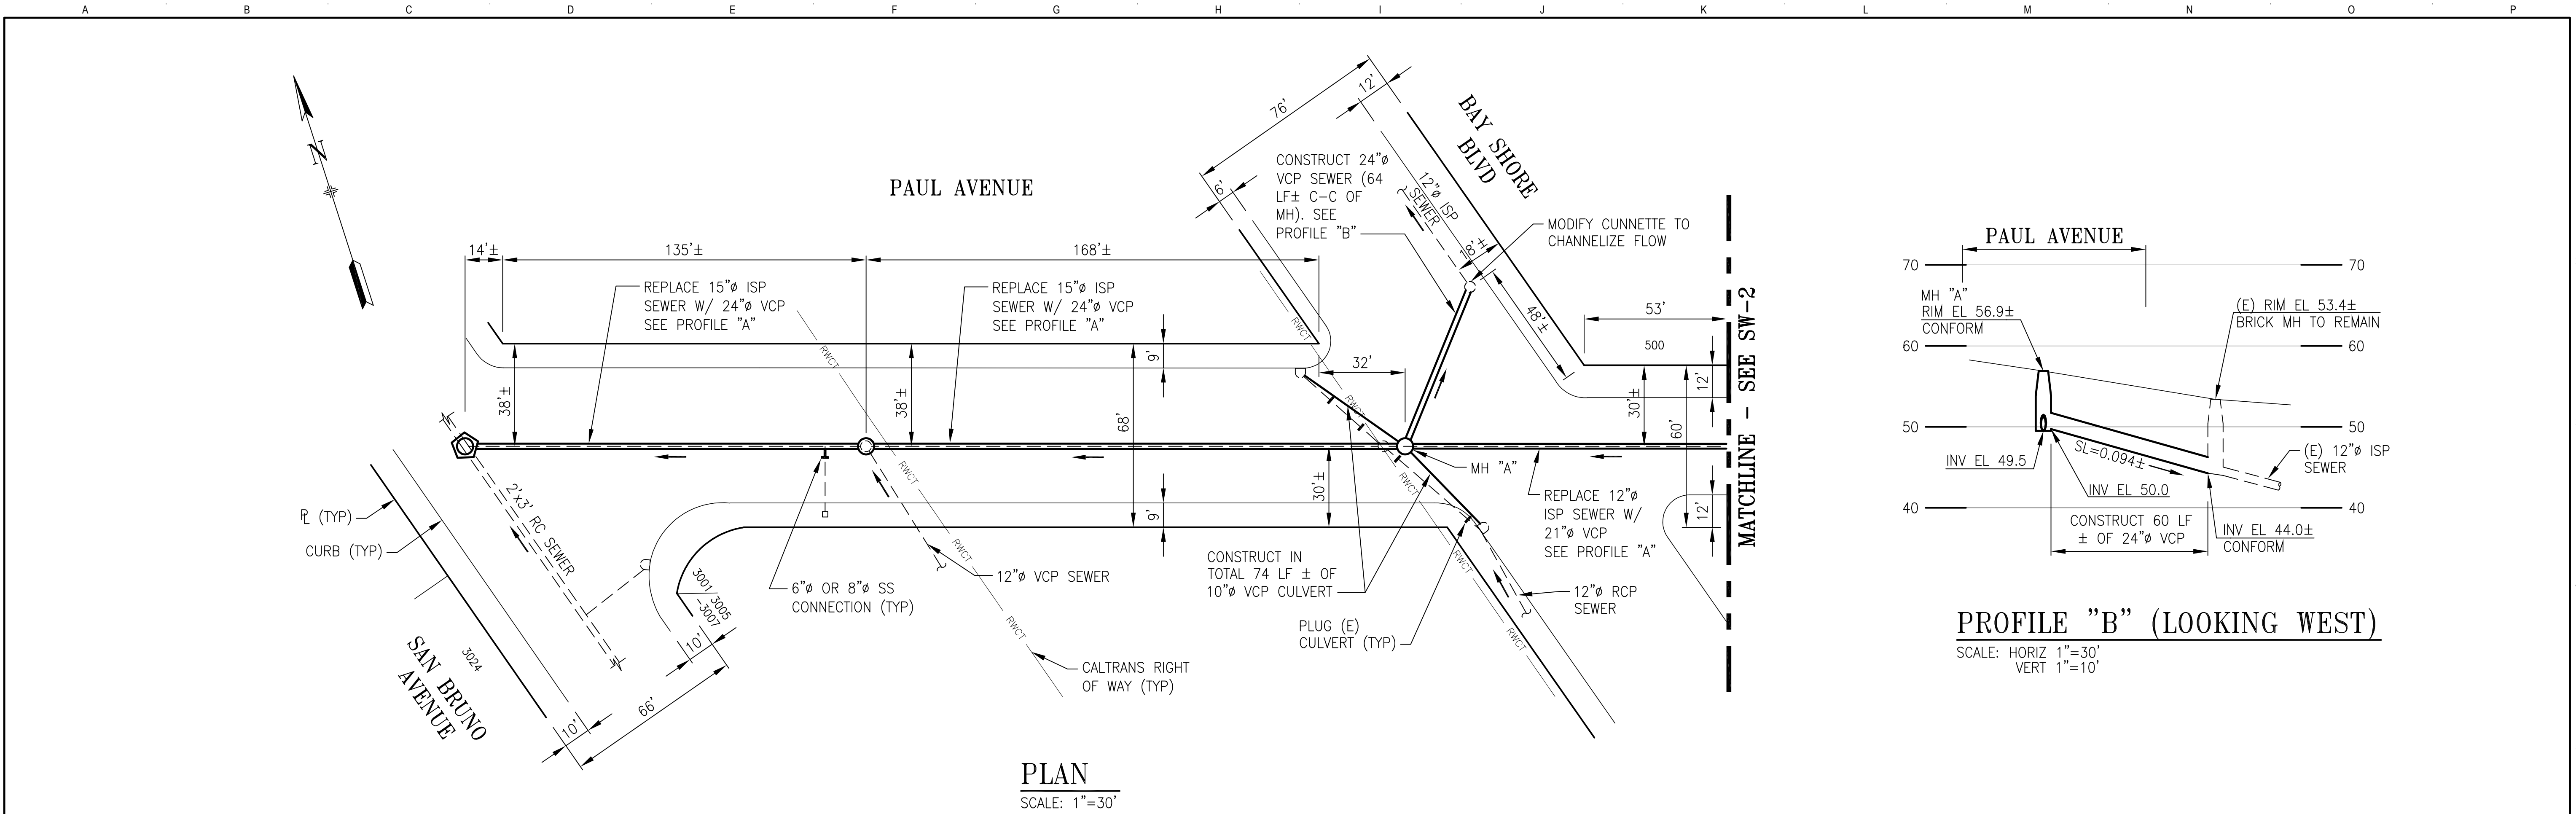 A B C D E F G H I J K L M N O P
N
PAUL AVENUE
BAY SHORE
BLVD
76'
12'
6'
CONSTRUCT 24"ø
VCP SEWER (64
LF± C-C OF
MH). SEE
PROFILE "B"
12"ø ISP
SEWER
18'±
48'±
MODIFY CUNNETTE TO
CHANNELIZE FLOW
14'±
135'±
168'±
REPLACE 15"ø ISP
SEWER W/ 24"ø VCP
SEE PROFILE "A"
REPLACE 15"ø ISP
SEWER W/ 24"ø VCP
SEE PROFILE "A"
53'
500
RWCT
RWCT
38'±
38'±
68'
9'
32'
30'±
60'
12'
MATCHLINE - SEE SW-2
RWCT
RWCT
MH "A"
RWCT
30'±
9'
12'
REPLACE 12"ø
ISP SEWER W/
21"ø VCP
SEE PROFILE "A"
℄ (TYP)
CURB (TYP)
2'x3' RC SEWER
3001
3005
-3007
10'
66'
10'
3024
SAN BRUNO
AVENUE
6"ø OR 8"ø SS
CONNECTION (TYP)
12"ø VCP SEWER
RWCT
RWCT
CALTRANS RIGHT
OF WAY (TYP)
CONSTRUCT IN
TOTAL 74 LF ± OF
10"ø VCP CULVERT
PLUG (E)
CULVERT (TYP)
RWCT
RWCT
12"ø RCP
SEWER
PLAN
SCALE: 1"=30'
PAUL AVENUE
70 70
MH "A"
RIM EL 56.9±
CONFORM
(E) RIM EL 53.4±
BRICK MH TO REMAIN
60 60
50 50
INV EL 49.5
SL=0.094±
(E) 12"ø ISP
SEWER
INV EL 50.0
40 40
CONSTRUCT 60 LF
± OF 24"ø VCP
INV EL 44.0±
CONFORM
PROFILE "B" (LOOKING WEST)
SCALE: HORIZ 1"=30'
VERT 1"=10'